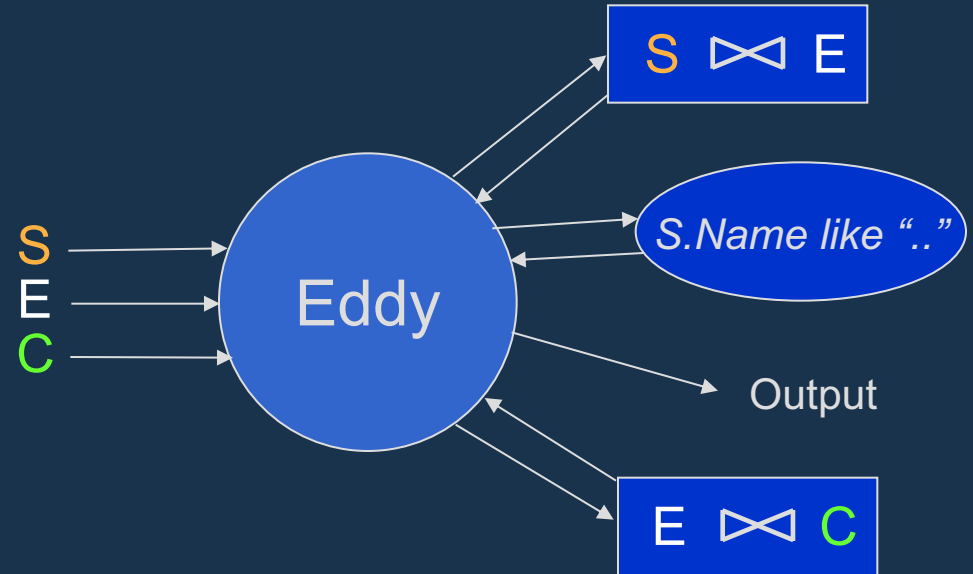 S ⋈ E
S.Name like “..”
S
E
C
Eddy
Output
E ⋈ C